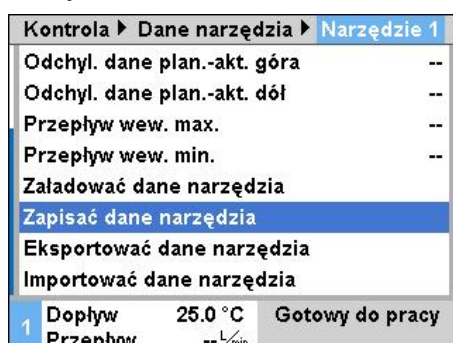 Kontrola ▶ Dane narzędzia ▶ Narzędzie 1
Odchyl. dane plan.-akt. góra --
Odchyl. dane plan.-akt. dół --
Przepływ wew. max. --
Przepływ wew. min. --
Załadować dane narzędzia
Zapisać dane narzędzia
Eksportować dane narzędzia
Importować dane narzędzia
1 Dopływ 25.0 °C Gotowy do pracy
Przepływ -- L/min